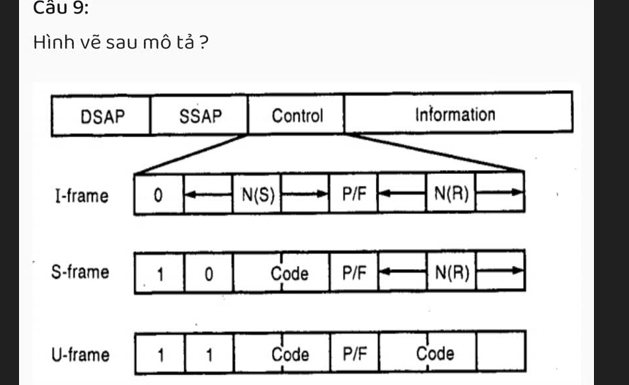 Câu 9:
Hình vẽ sau mô tả ?
DSAP SSAP Control Information
I-frame 0 N(S) P/F N(R)
S-frame 1 0 Code P/F N(R)
U-frame 1 1 Code P/F Code